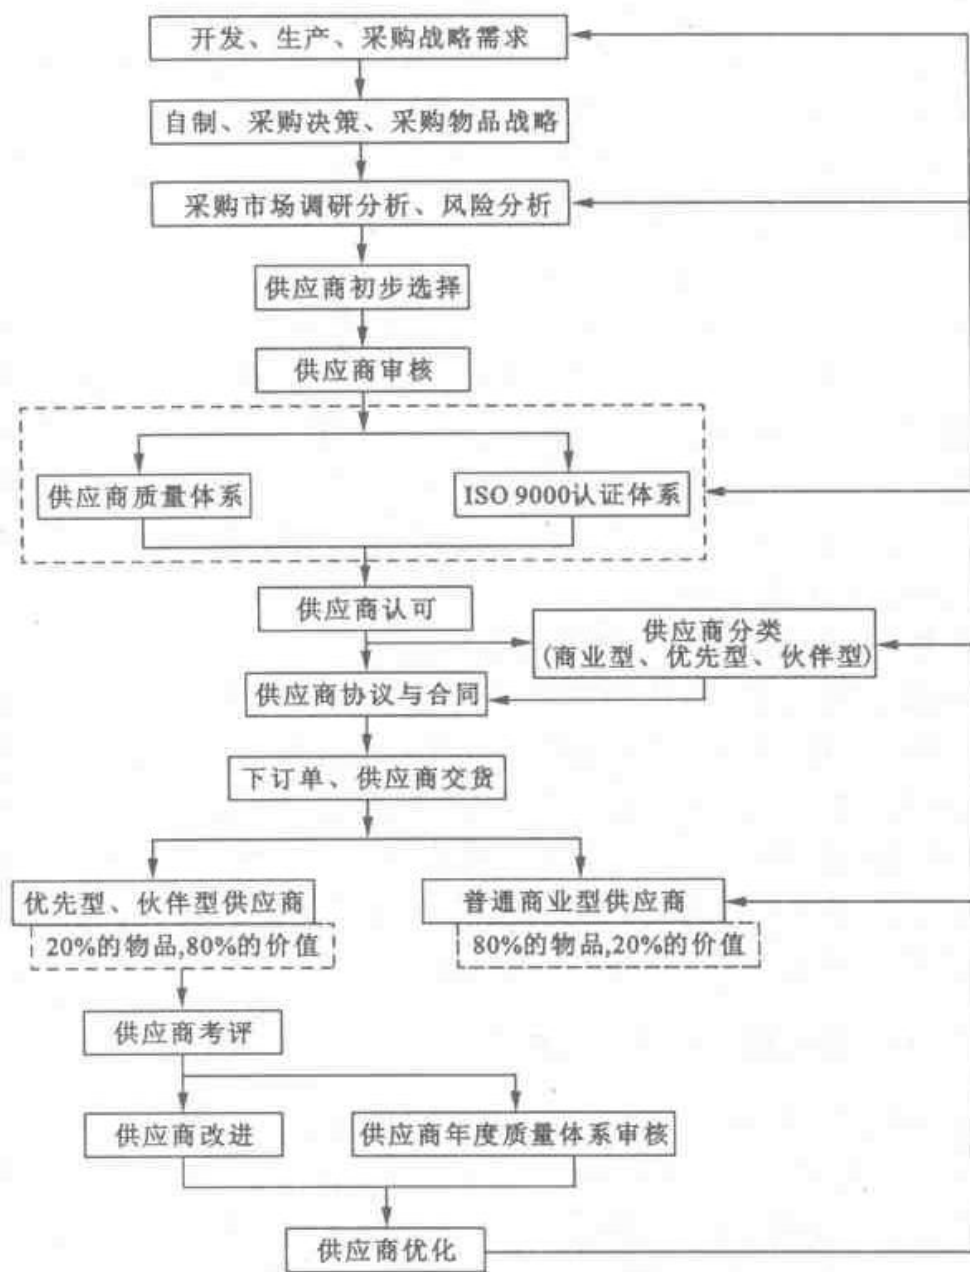 开发、生产、采购战略需求
自制、采购决策、采购物品战略
采购市场调研分析、风险分析
供应商初步选择
供应商审核
供应商质量体系
ISO 9000认证体系
供应商认可
供应商分类
(商业型、优先型、伙伴型)
供应商协议与合同
下订单、供应商交货
优先型、伙伴型供应商
普通商业型供应商
20%的物品,80%的价值
80%的物品,20%的价值
供应商考评
供应商改进
供应商年度质量体系审核
供应商优化